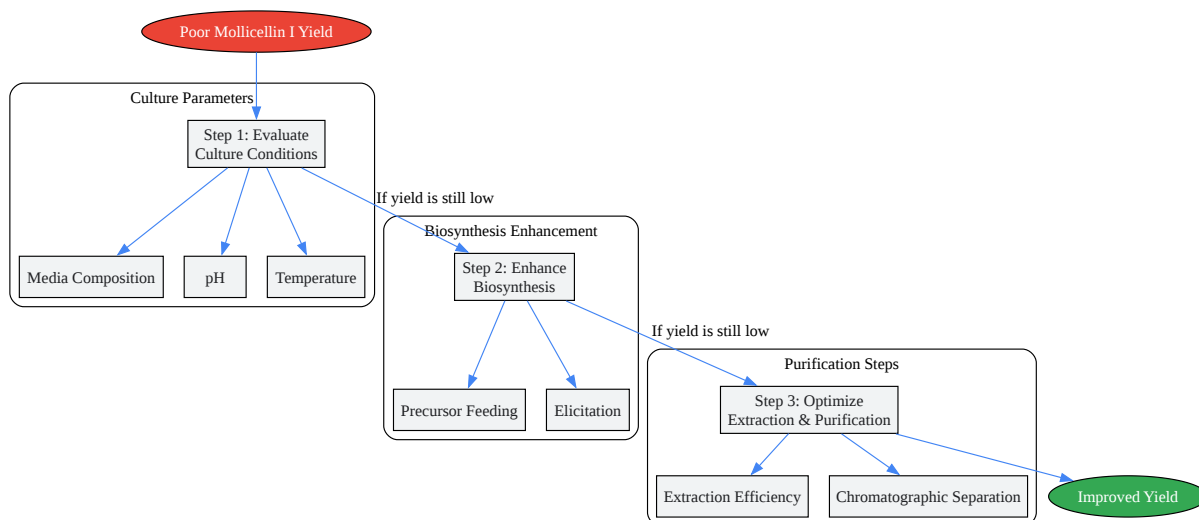 Poor Mollicellin I Yield
Culture Parameters
Step 1: Evaluate
Culture Conditions
If yield is still low
Media Composition
pH
Temperature
Biosynthesis Enhancement
Step 2: Enhance
Biosynthesis
If yield is still low
Precursor Feeding
Elicitation
Purification Steps
Step 3: Optimize
Extraction & Purification
Extraction Efficiency
Chromatographic Separation
Improved Yield